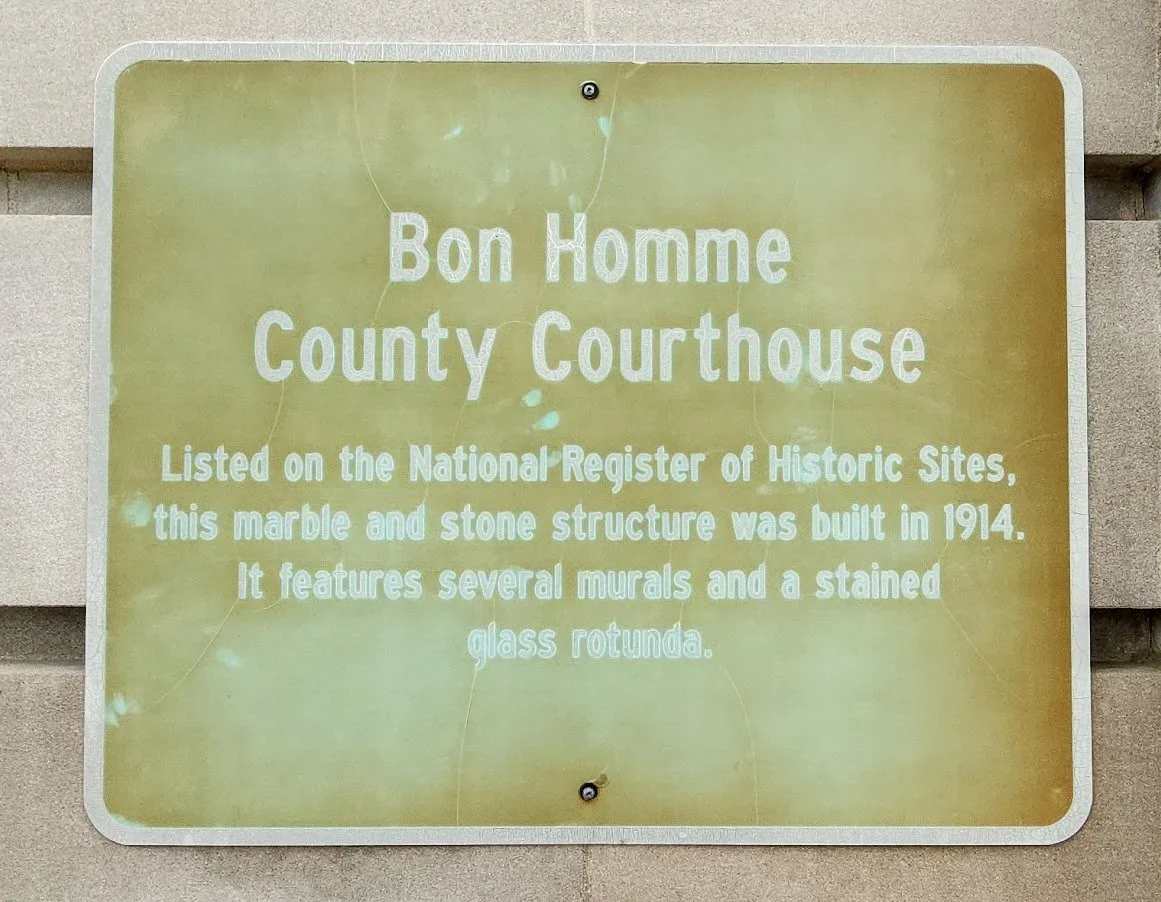 Bon Homme
County Courthouse
Listed on the National Register of Historic Sites,
this marble and stone structure was built in 1914.
It features several murals and a stained
glass rotunda.